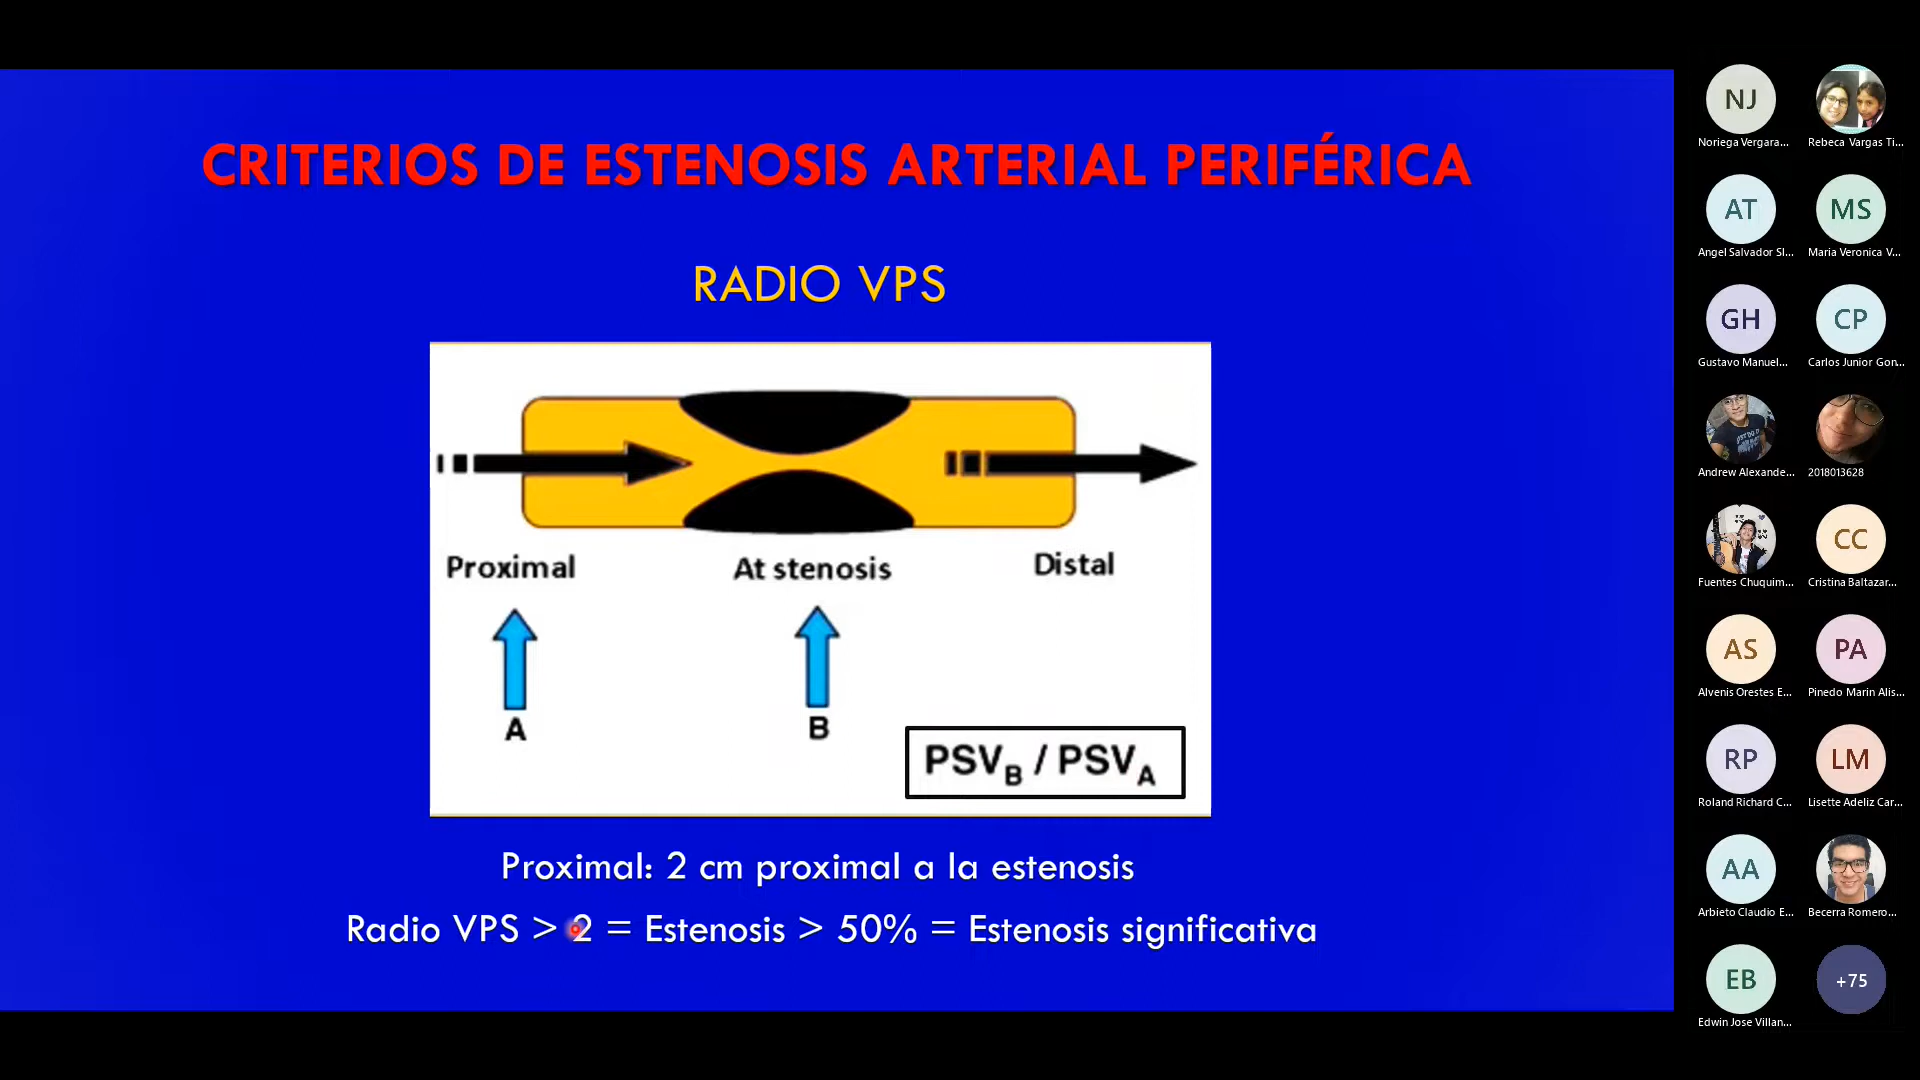 CRITERIOS DE ESTENOSIS ARTERIAL PERIFÉRICA
RADIO VPS
Proximal
At stenosis
Distal
A
B
PSVB / PSVA
Proximal: 2 cm proximal a la estenosis
Radio VPS > 2 = Estenosis > 50% = Estenosis significativa
NJ
Noriega Vergara...
Rebeca Vargas Ti...
AT
Angel Salvador Sl...
MS
Maria Veronica V...
GH
Gustavo Manuel...
CP
Carlos Junior Gon...
Andrew Alexande...
2018013628
Fuentes Chuquim...
CC
Cristina Baltazar...
AS
Alvenis Orestes E...
PA
Pinedo Marin Alis...
RP
Roland Richard C...
LM
Lisette Adeliz Car...
AA
Arbieto Claudio E...
Becerra Romero...
EB
Edwin Jose Villan...
+75